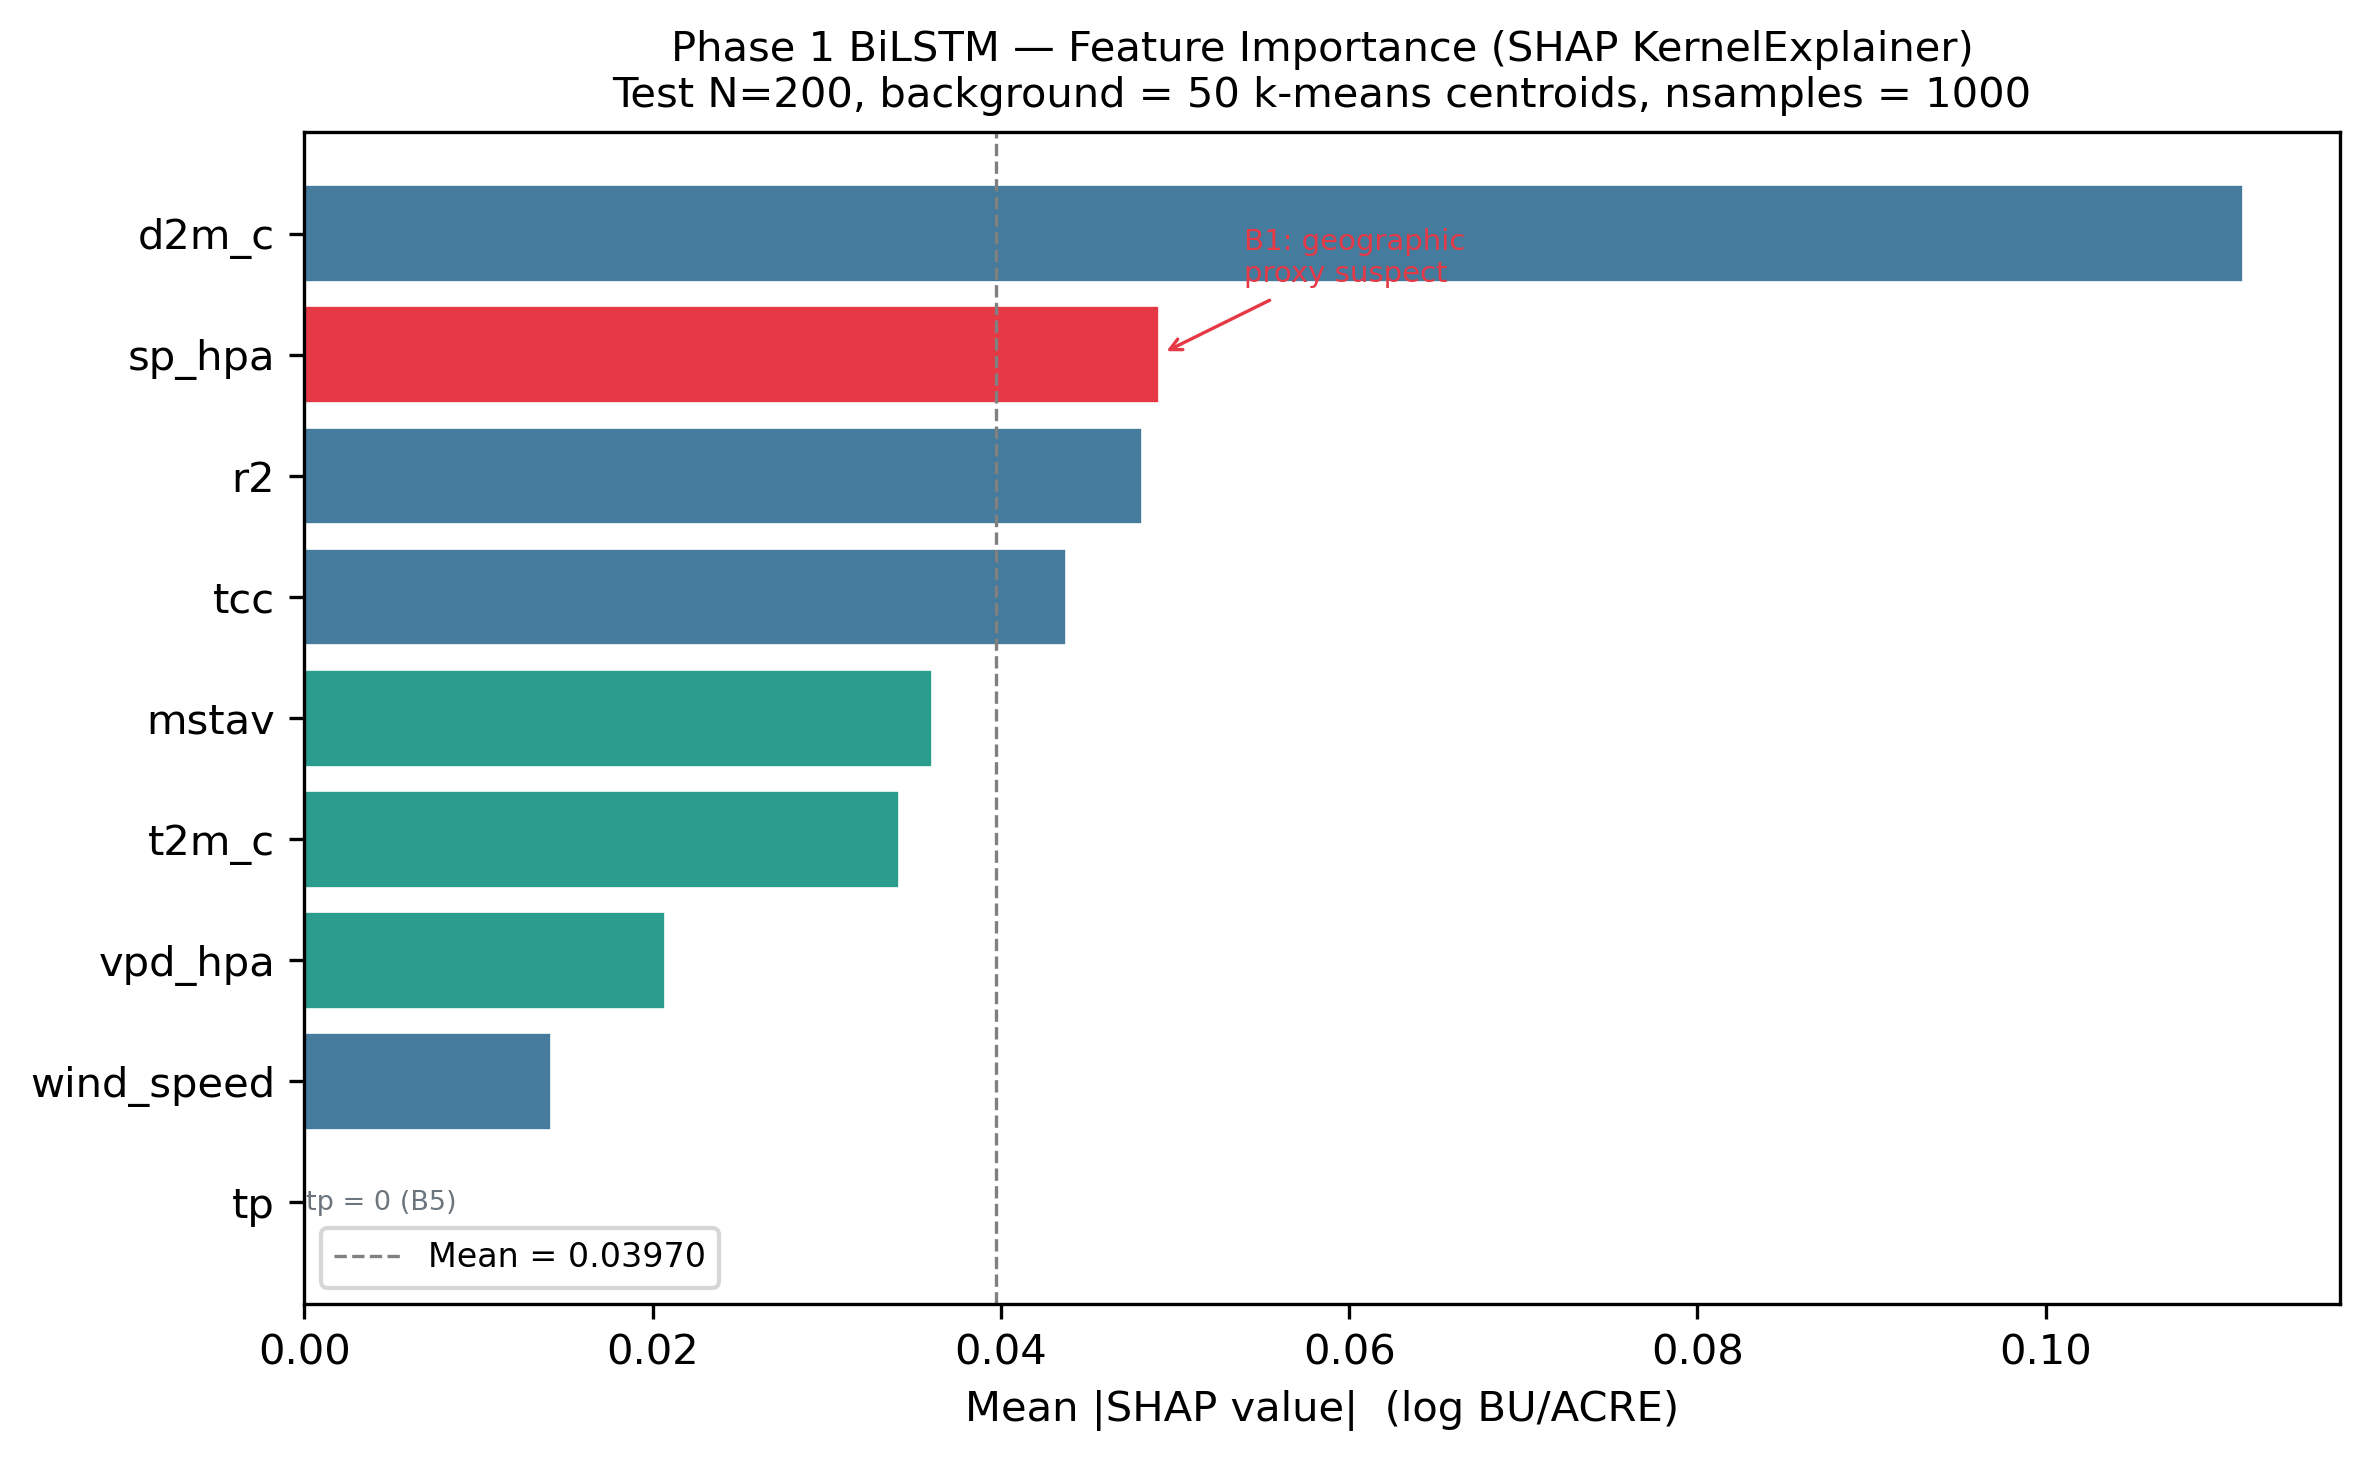 Phase 1 BiLSTM — Feature Importance (SHAP KernelExplainer)
Test N=200, background = 50 k-means centroids, nsamples = 1000
d2m_c
B1: geographic
proxy suspect
sp_hpa
r2
tcc
mstav
t2m_c
vpd_hpa
wind_speed
tp
tp = 0 (B5)
Mean = 0.03970
0.00 0.02 0.04 0.06 0.08 0.10
Mean |SHAP value|  (log BU/ACRE)